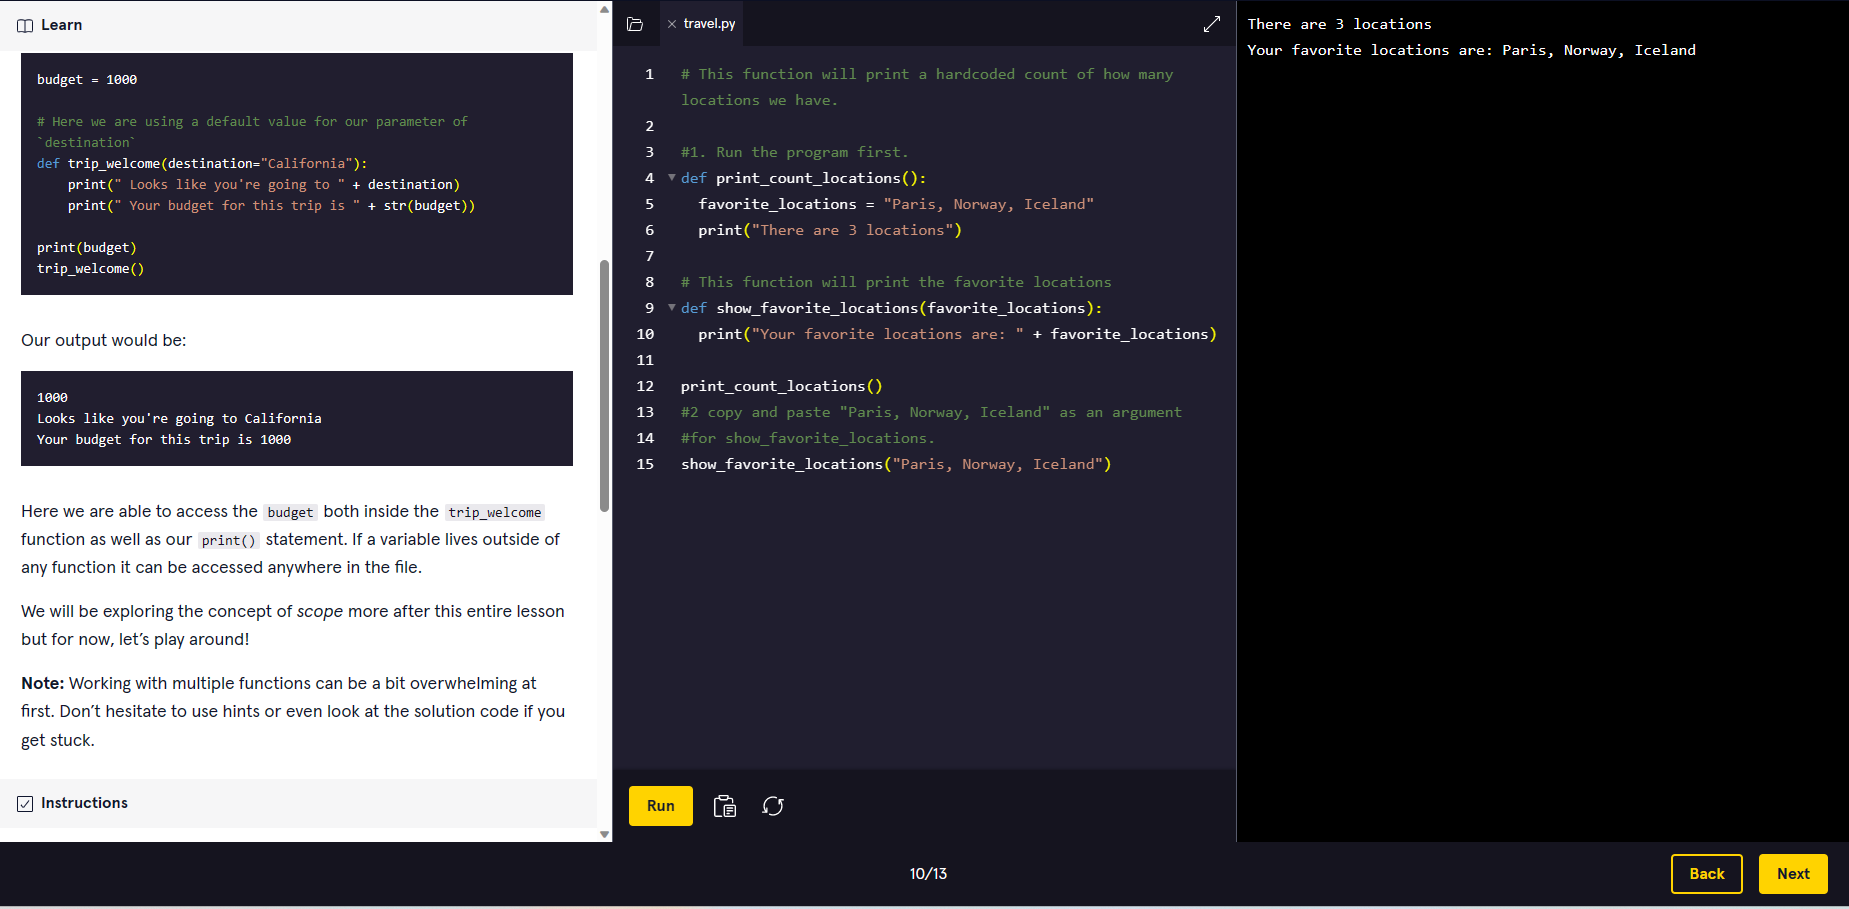 Learn
budget = 1000
# Here we are using a default value for our parameter of
`destination`
def trip_welcome(destination="California"):
    print(" Looks like you're going to " + destination)
    print(" Your budget for this trip is " + str(budget))
print(budget)
trip_welcome()
Our output would be:
1000
Looks like you're going to California
Your budget for this trip is 1000
Here we are able to access the budget both inside the trip_welcome
function as well as our print() statement. If a variable lives outside of
any function it can be accessed anywhere in the file.
We will be exploring the concept of scope more after this entire lesson
but for now, let’s play around!
Note: Working with multiple functions can be a bit overwhelming at
first. Don’t hesitate to use hints or even look at the solution code if you
get stuck.
Instructions
travel.py
1 # This function will print a hardcoded count of how many
locations we have.
2
3 #1. Run the program first.
4 def print_count_locations():
5   favorite_locations = "Paris, Norway, Iceland"
6   print("There are 3 locations")
7
8 # This function will print the favorite locations
9 def show_favorite_locations(favorite_locations):
10   print("Your favorite locations are: " + favorite_locations)
11
12 print_count_locations()
13 #2 copy and paste "Paris, Norway, Iceland" as an argument
14 #for show_favorite_locations.
15 show_favorite_locations("Paris, Norway, Iceland")
Run
There are 3 locations
Your favorite locations are: Paris, Norway, Iceland
10/13
Back
Next